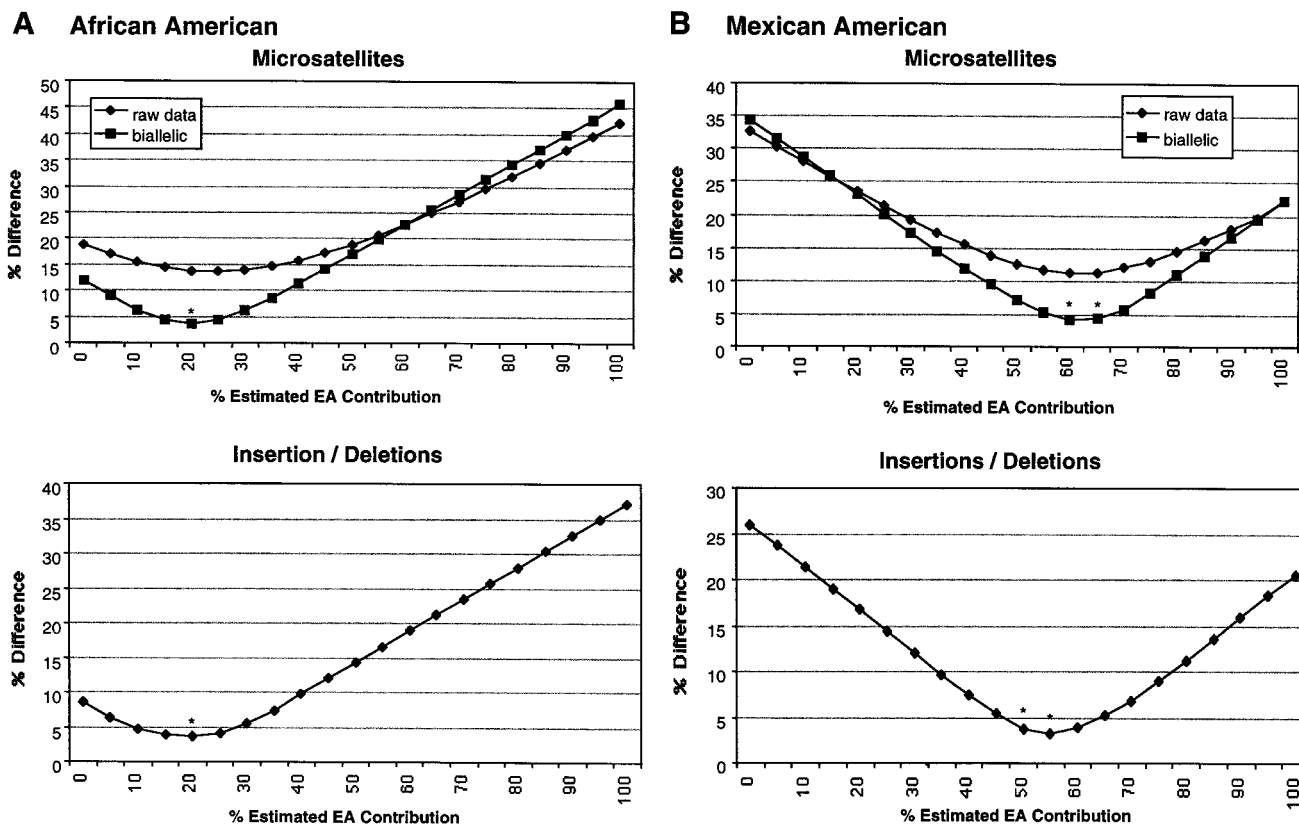 A African American
Microsatellites
50
45
40
35
30
25
20
15
10
5
0
% Difference
raw data
biallelic
*
0 10 20 30 40 50 60 70 80 90 100
% Estimated EA Contribution
Insertion / Deletions
40
35
30
25
20
15
10
5
0
% Difference
*
0 10 20 30 40 50 60 70 80 90 100
% Estimated EA Contribution
B Mexican American
Microsatellites
40
35
30
25
20
15
10
5
0
% Difference
raw data
biallelic
* *
0 10 20 30 40 50 60 70 80 90 100
% Estimated EA Contribution
Insertions / Deletions
30
25
20
15
10
5
0
% Difference
* *
0 10 20 30 40 50 60 70 80 90 100
% Estimated EA Contribution